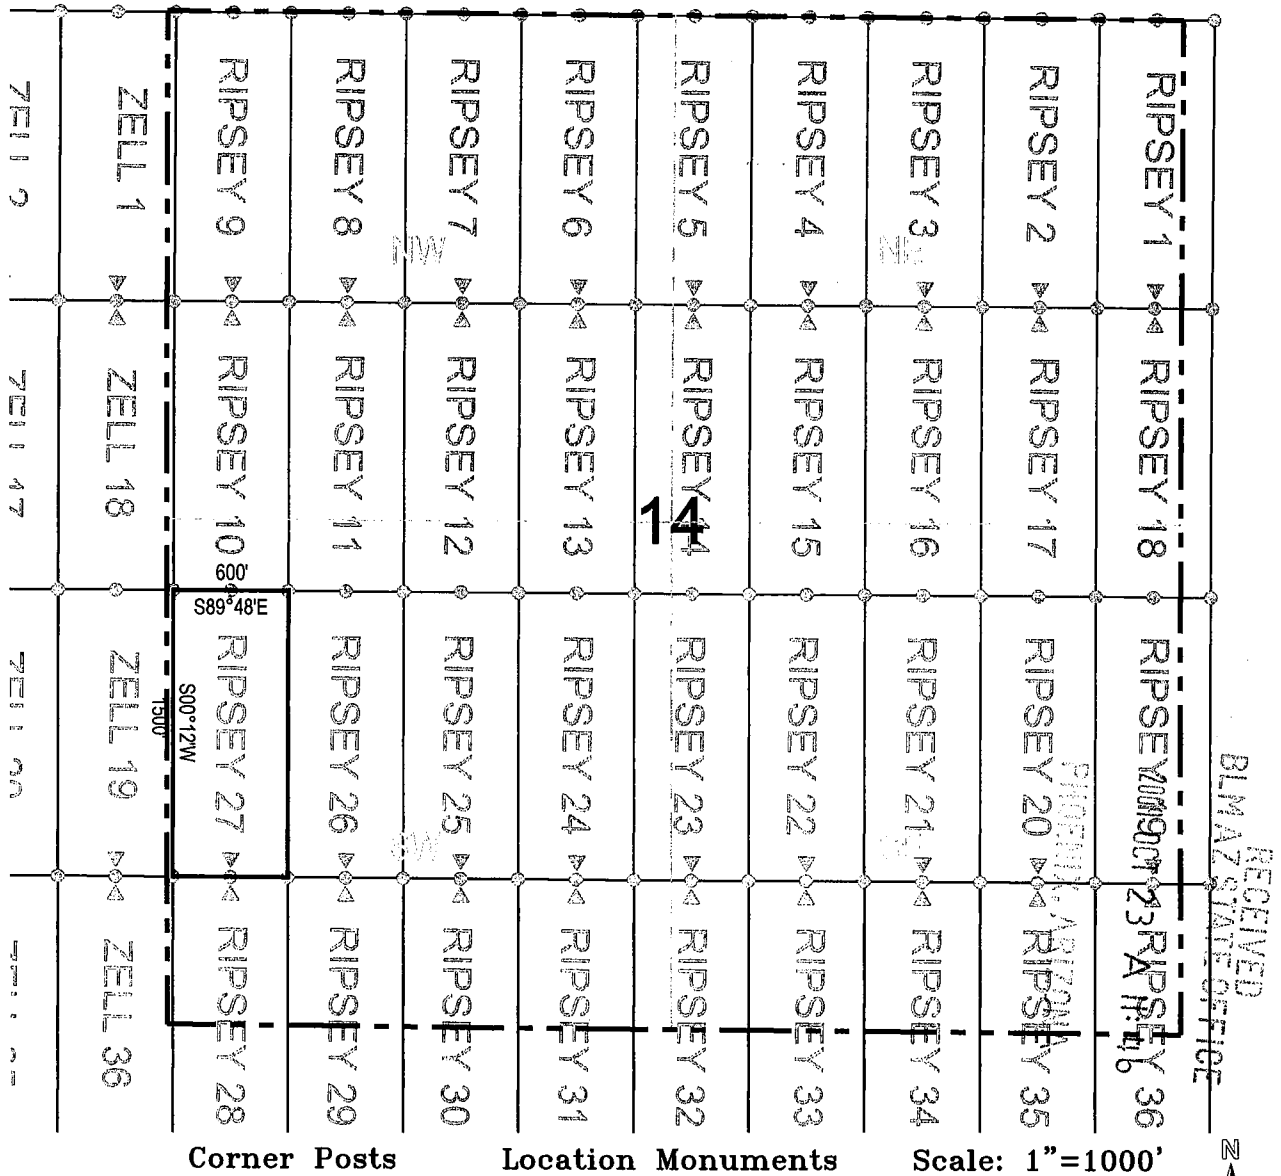 ZELL 1
RIPSEY 9
RIPSEY 8
RIPSEY 7
RIPSEY 6
RIPSEY 5
RIPSEY 4
RIPSEY 3
RIPSEY 2
RIPSEY 1
NW
ZELL 18
RIPSEY 10
RIPSEY 11
RIPSEY 12
RIPSEY 13
RIPSEY 14
RIPSEY 15
RIPSEY 16
RIPSEY 17
RIPSEY 18
14
600'
S89°48'E
S00°12'W
1500'
ZELL 19
RIPSEY 27
RIPSEY 26
RIPSEY 25
RIPSEY 24
RIPSEY 23
RIPSEY 22
RIPSEY 21
RIPSEY 20
RIPSEY
SW
ZELL 36
RIPSEY 28
RIPSEY 29
RIPSEY 30
RIPSEY 31
RIPSEY 32
RIPSEY 33
RIPSEY 34
RIPSEY 35
RIPSEY 36
RECEIVED
BLM AZ STATE OFFICE
OCT 23 A 11:46
PHOENIX, ARIZONA
Corner Posts
Location Monuments
Scale: 1"=1000'
N